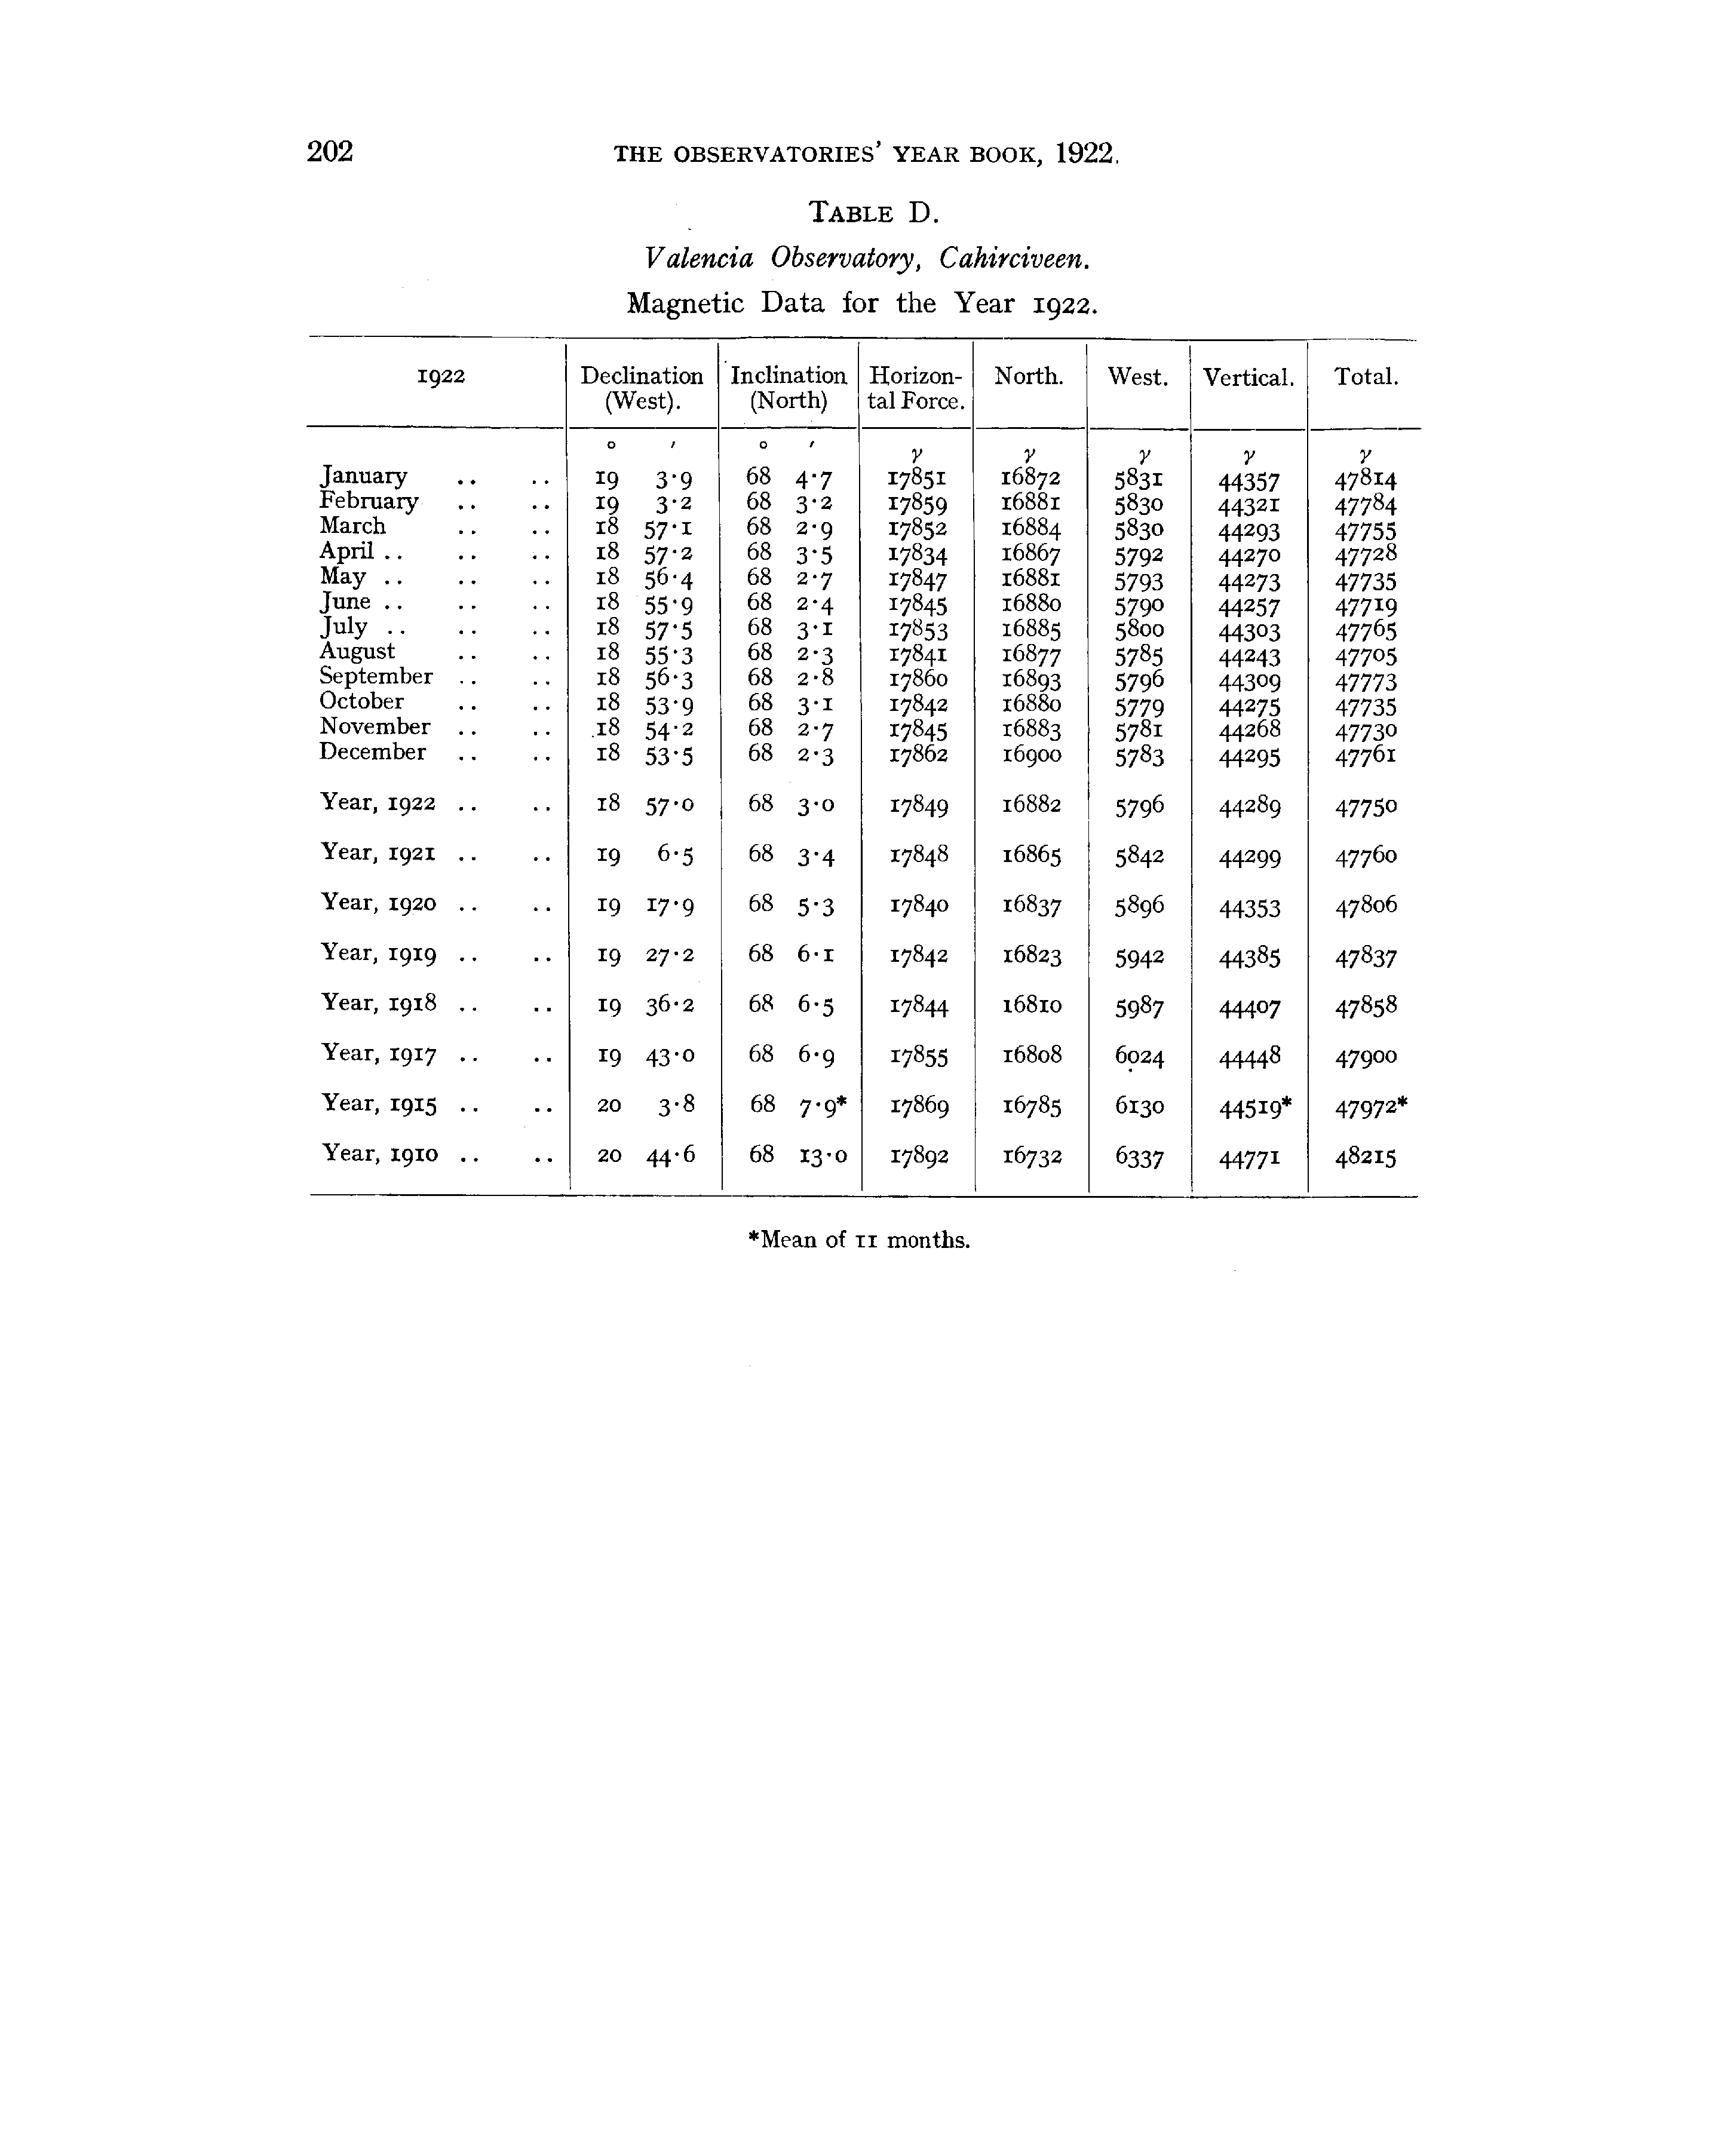 202 THE OBSERVATORIES' YEAR BOOK, 1922.
TABLE D.
Valencia Observatory, Cahirciveen.
Magnetic Data for the Year 1922.
1922 Declination (West). Inclination (North) Horizon-tal Force. North. West. Vertical. Total.
° ′ ° ′ γ γ γ γ γ
January .. .. 19 3·9 68 4·7 17851 16872 5831 44357 47814
February .. .. 19 3·2 68 3·2 17859 16881 5830 44321 47784
March .. .. 18 57·1 68 2·9 17852 16884 5830 44293 47755
April .. .. .. 18 57·2 68 3·5 17834 16867 5792 44270 47728
May .. .. .. 18 56·4 68 2·7 17847 16881 5793 44273 47735
June .. .. .. 18 55·9 68 2·4 17845 16880 5790 44257 47719
July .. .. .. 18 57·5 68 3·1 17853 16885 5800 44303 47765
August .. .. 18 55·3 68 2·3 17841 16877 5785 44243 47705
September .. .. 18 56·3 68 2·8 17860 16893 5796 44309 47773
October .. .. 18 53·9 68 3·1 17842 16880 5779 44275 47735
November .. .. 18 54·2 68 2·7 17845 16883 5781 44268 47730
December .. .. 18 53·5 68 2·3 17862 16900 5783 44295 47761
Year, 1922 .. .. 18 57·0 68 3·0 17849 16882 5796 44289 47750
Year, 1921 .. .. 19 6·5 68 3·4 17848 16865 5842 44299 47760
Year, 1920 .. .. 19 17·9 68 5·3 17840 16837 5896 44353 47806
Year, 1919 .. .. 19 27·2 68 6·1 17842 16823 5942 44385 47837
Year, 1918 .. .. 19 36·2 68 6·5 17844 16810 5987 44407 47858
Year, 1917 .. .. 19 43·0 68 6·9 17855 16808 6024 44448 47900
Year, 1915 .. .. 20 3·8 68 7·9* 17869 16785 6130 44519* 47972*
Year, 1910 .. .. 20 44·6 68 13·0 17892 16732 6337 44771 48215
*Mean of 11 months.